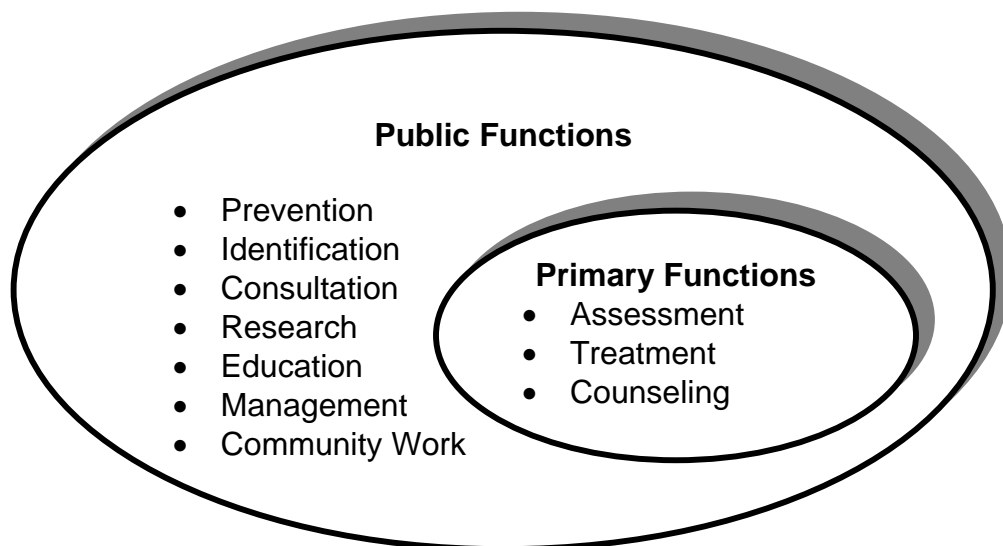 Public Functions
• Prevention
• Identification
• Consultation
• Research
• Education
• Management
• Community Work
Primary Functions
• Assessment
• Treatment
• Counseling